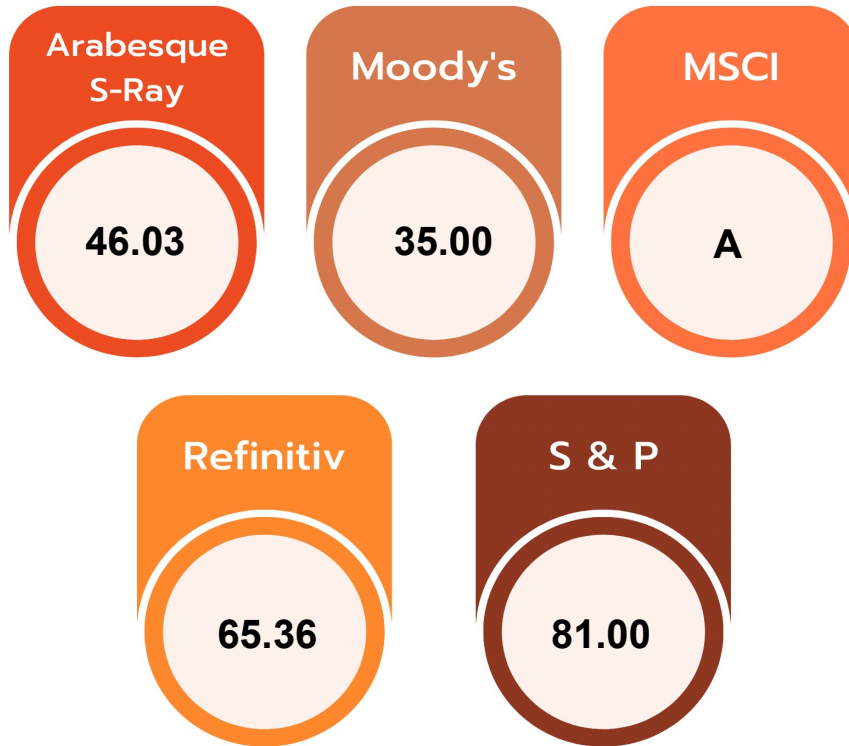 Arabesque
S-Ray
46.03
Moody's
35.00
MSCI
A
Refinitiv
65.36
S & P
81.00